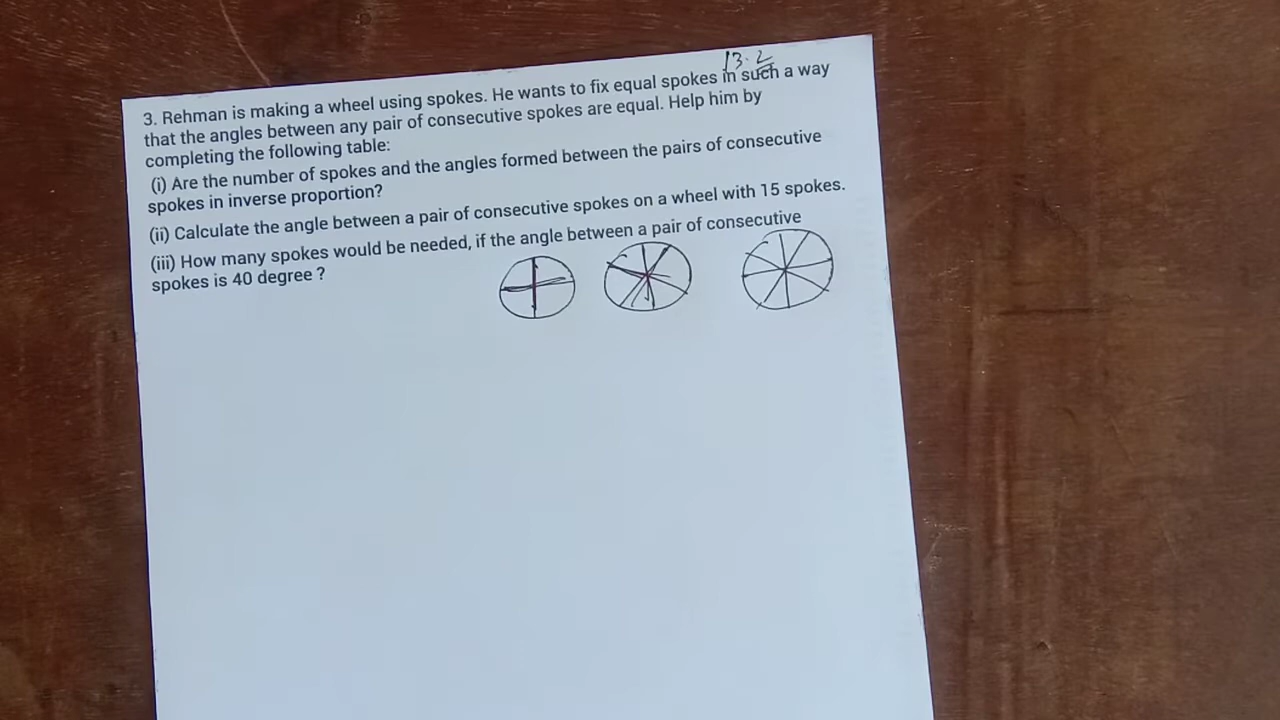 13.2
3. Rehman is making a wheel using spokes. He wants to fix equal spokes in such a way
that the angles between any pair of consecutive spokes are equal. Help him by
completing the following table:
(i) Are the number of spokes and the angles formed between the pairs of consecutive
spokes in inverse proportion?
(ii) Calculate the angle between a pair of consecutive spokes on a wheel with 15 spokes.
(iii) How many spokes would be needed, if the angle between a pair of consecutive
spokes is 40 degree ?